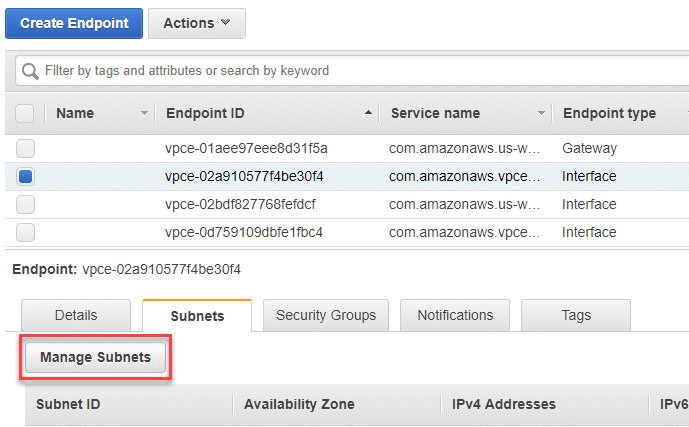 Create Endpoint Actions
Filter by tags and attributes or search by keyword
Name Endpoint ID Service name Endpoint type
vpce-01aee97eee8d31f5a com.amazonaws.us-w... Gateway
vpce-02a910577f4be30f4 com.amazonaws.vpce... Interface
vpce-02bdf827768fefdcf com.amazonaws.us-w... Interface
vpce-0d759109dbfe1fbc4 com.amazonaws.vpce... Interface
Endpoint: vpce-02a910577f4be30f4
Details Subnets Security Groups Notifications Tags
Manage Subnets
Subnet ID Availability Zone IPv4 Addresses IPv6